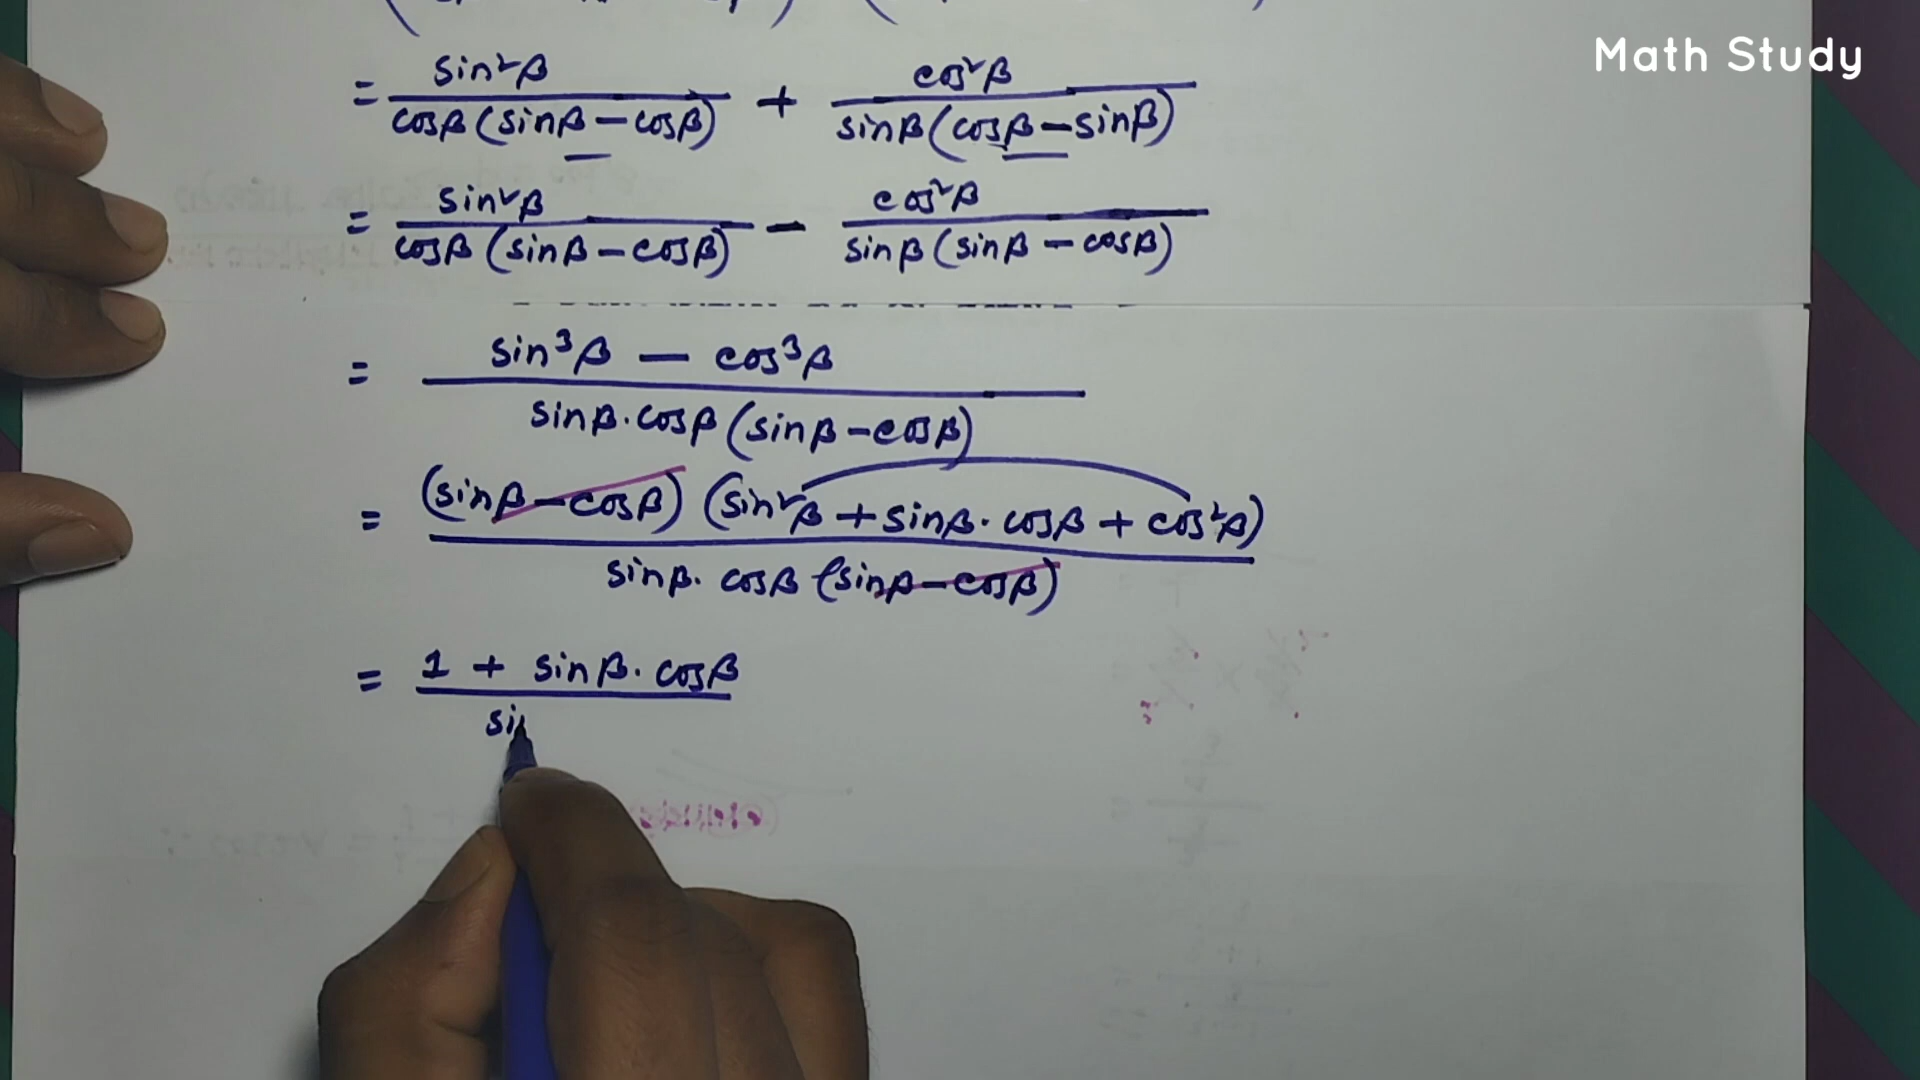 Math Study
= sin²β / cosβ (sinβ - cosβ) + cos²β / sinβ (cosβ - sinβ)
= sin²β / cosβ (sinβ - cosβ) - cos²β / sinβ (sinβ - cosβ)
= sin³β - cos³β / sinβ . cosβ (sinβ - cosβ)
= (sinβ - cosβ) (sin²β + sinβ . cosβ + cos²β) / sinβ . cosβ (sinβ - cosβ)
= 1 + sinβ . cosβ / sin